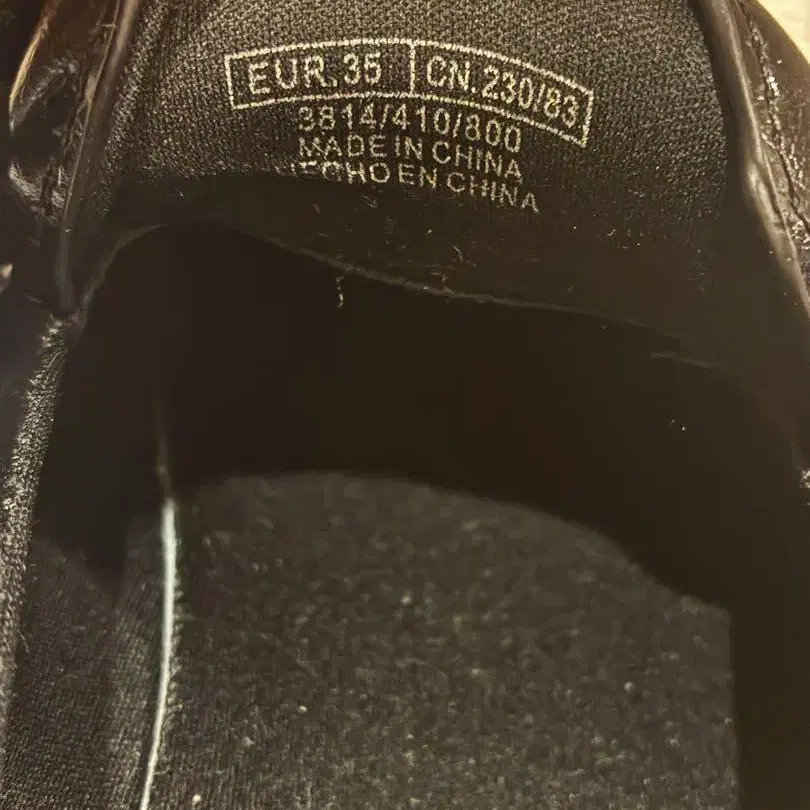 EUR.35 CN.230/83
3814/410/800
MADE IN CHINA
HECHO EN CHINA